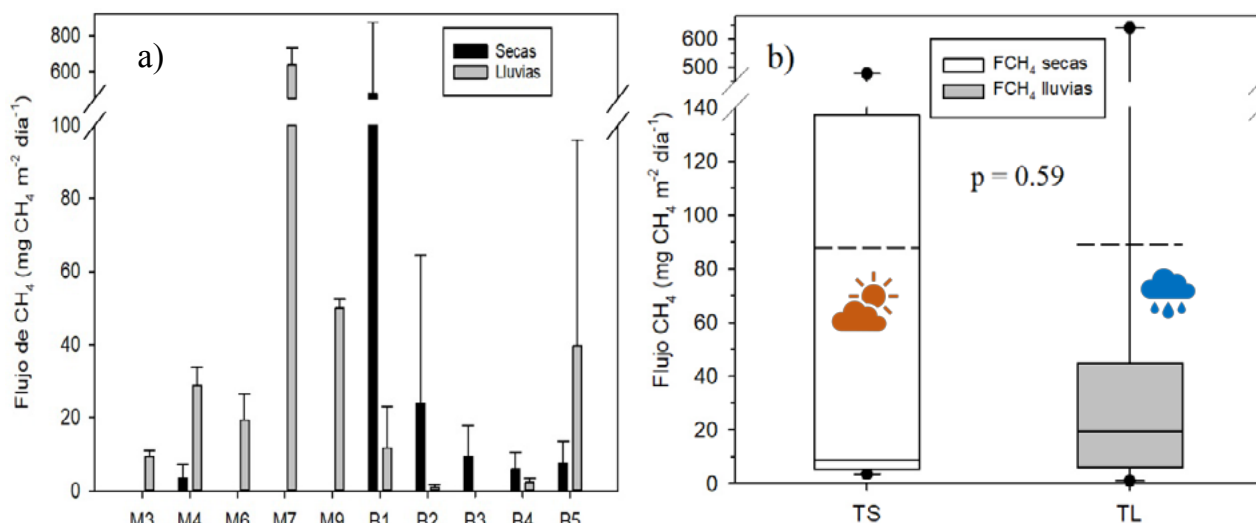 a)
Secas
Lluvias
Flujo de CH₄ (mg CH₄ m⁻² día⁻¹)
800
600
100
80
60
40
20
0
M3 M4 M6 M7 M9 B1 B2 B3 B4 B5
b)
FCH₄ secas
FCH₄ lluvias
p = 0.59
Flujo CH₄ (mg CH₄ m⁻² día⁻¹)
600
500
140
120
100
80
60
40
20
0
TS TL